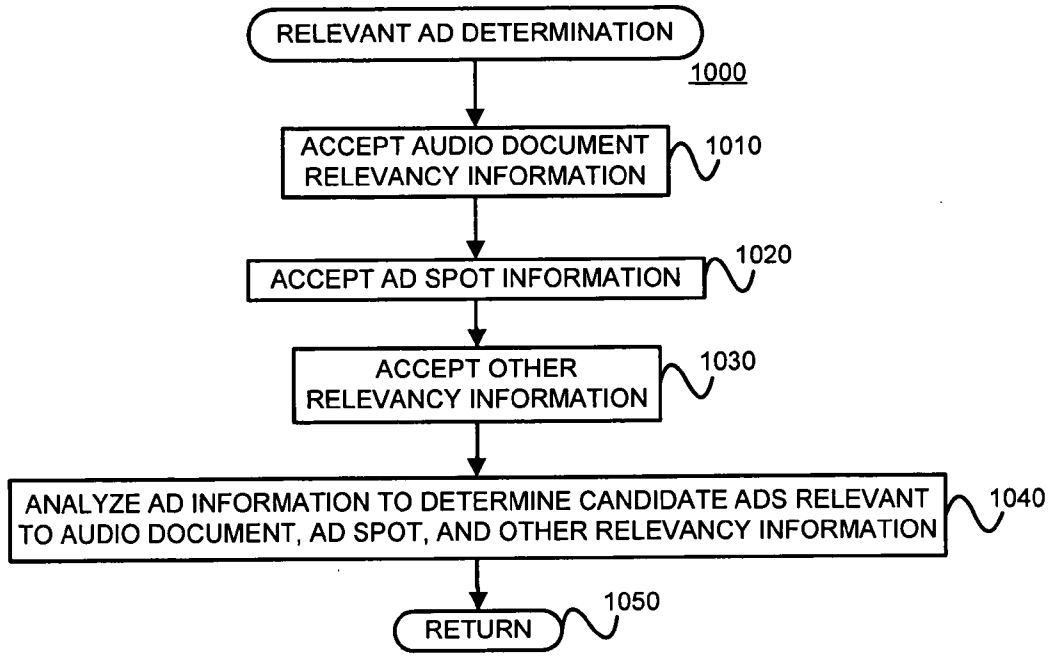 RELEVANT AD DETERMINATION
1000
ACCEPT AUDIO DOCUMENT
RELEVANCY INFORMATION
1010
ACCEPT AD SPOT INFORMATION
1020
ACCEPT OTHER
RELEVANCY INFORMATION
1030
ANALYZE AD INFORMATION TO DETERMINE CANDIDATE ADS RELEVANT
TO AUDIO DOCUMENT, AD SPOT, AND OTHER RELEVANCY INFORMATION
1040
RETURN
1050